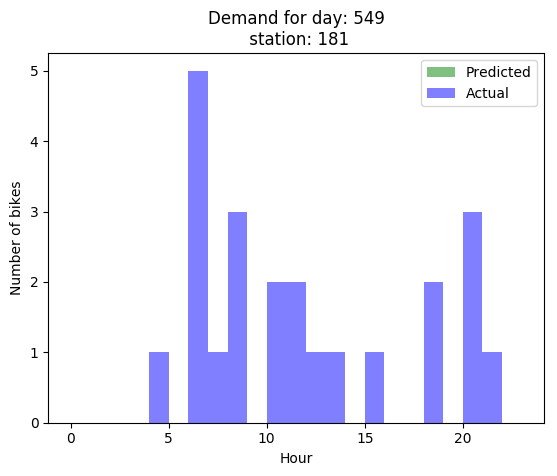 Demand for day: 549
station: 181
Predicted
Actual
Number of bikes
5
4
3
2
1
0
0
5
10
15
20
Hour